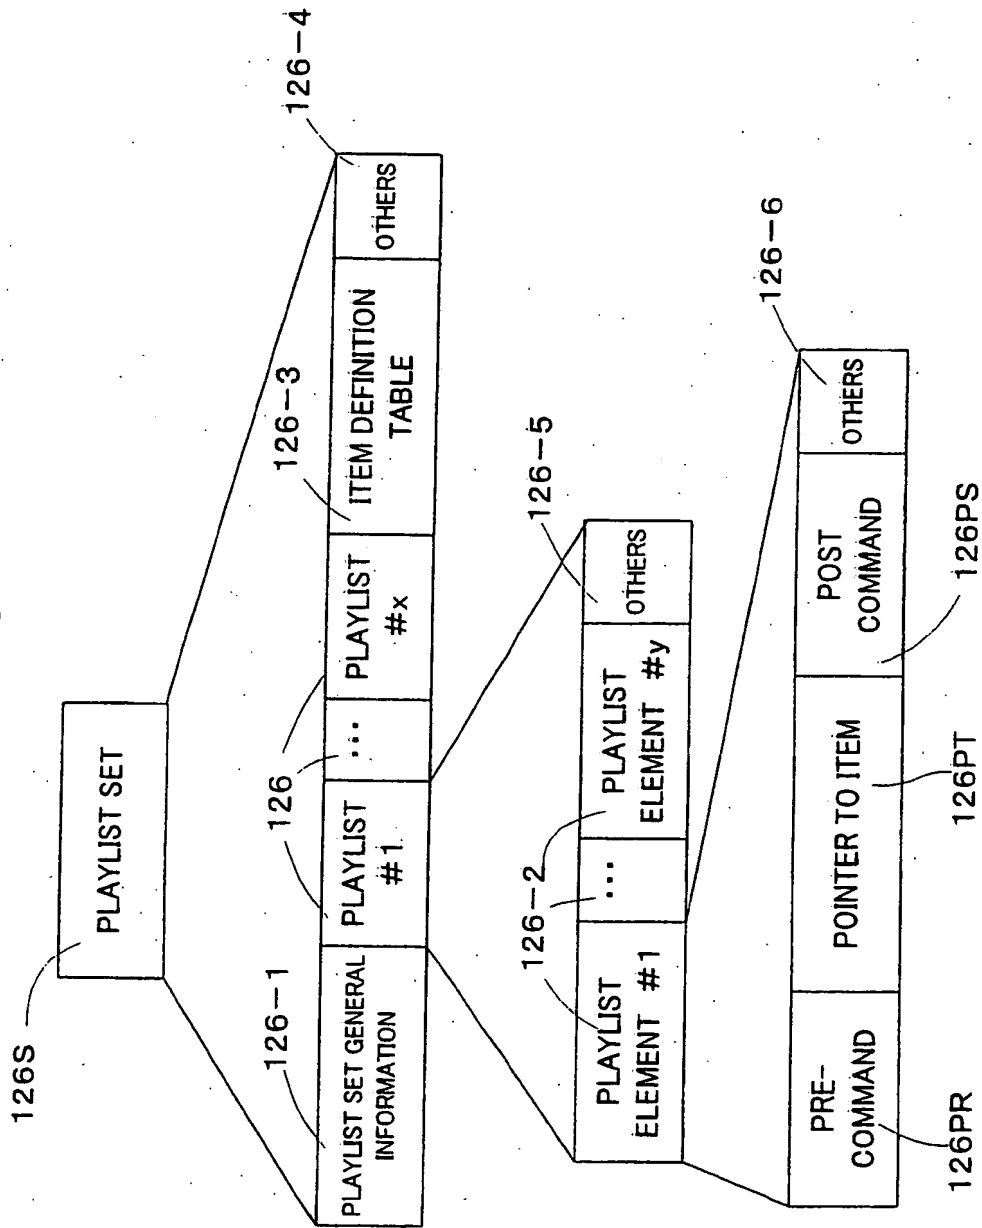 126S
PLAYLIST SET
126-1
126
126-3
126-4
PLAYLIST SET GENERAL
INFORMATION
PLAYLIST
#1
...
PLAYLIST
#x
ITEM DEFINITION
TABLE
OTHERS
126-2
126-5
PLAYLIST
ELEMENT #1
...
PLAYLIST
ELEMENT #y
OTHERS
126-6
PRE-
COMMAND
POINTER TO ITEM
POST
COMMAND
OTHERS
126PR
126PT
126PS